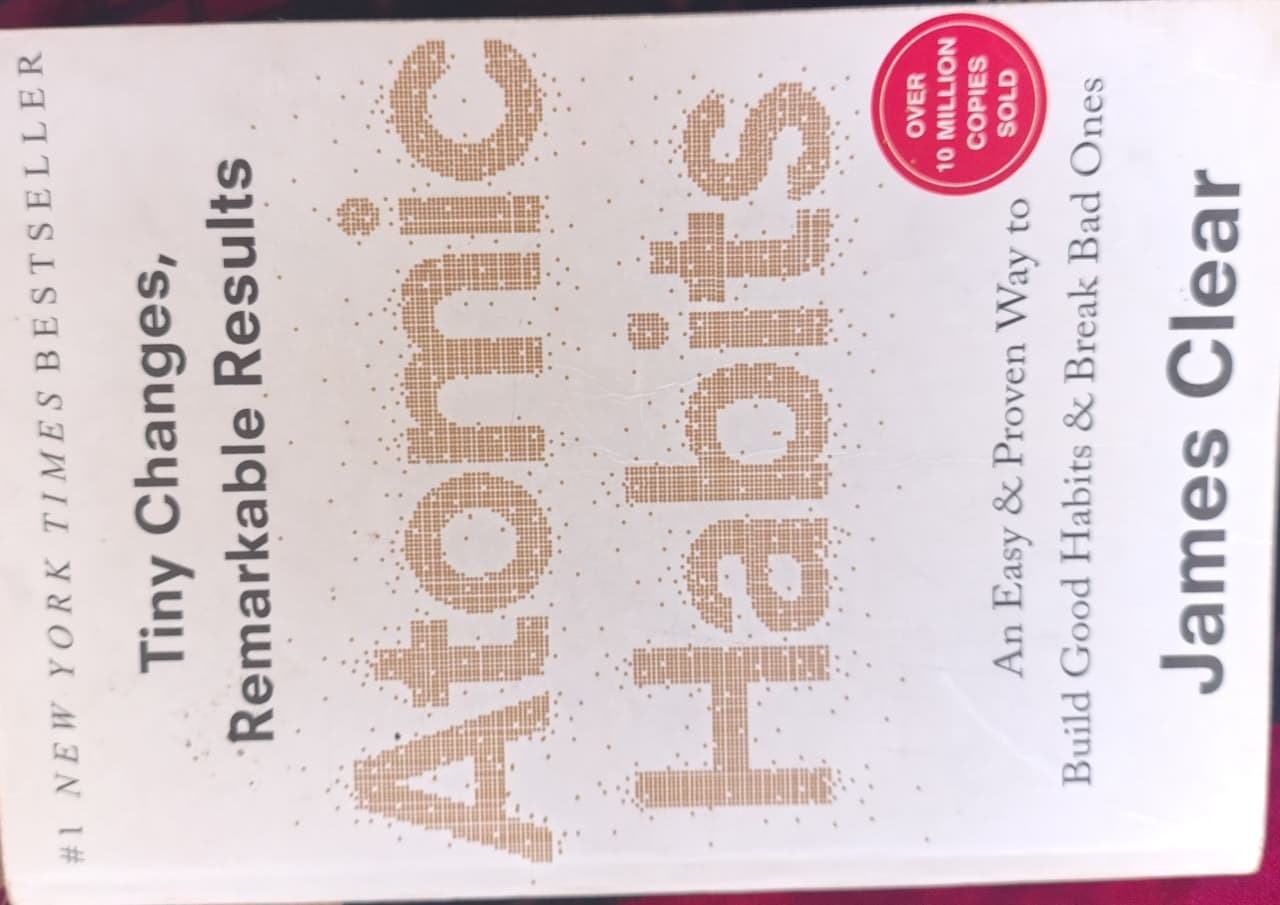 #1 NEW YORK TIMES BESTSELLER
Tiny Changes,
Remarkable Results
Atomic
Habits
OVER
10 MILLION
COPIES
SOLD
An Easy & Proven Way to
Build Good Habits & Break Bad Ones
James Clear